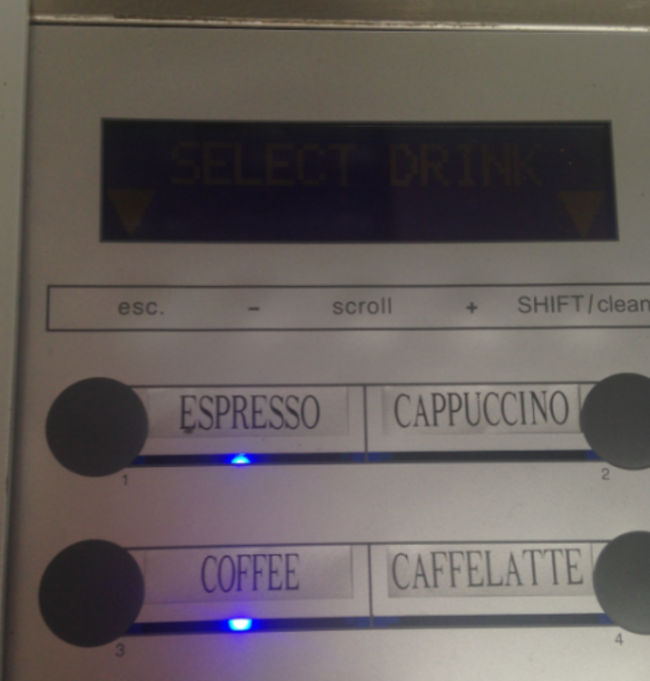 SELECT DRINK
esc. - scroll + SHIFT/clean
ESPRESSO CAPPUCCINO
1 2
COFFEE CAFFELATTE
3 4